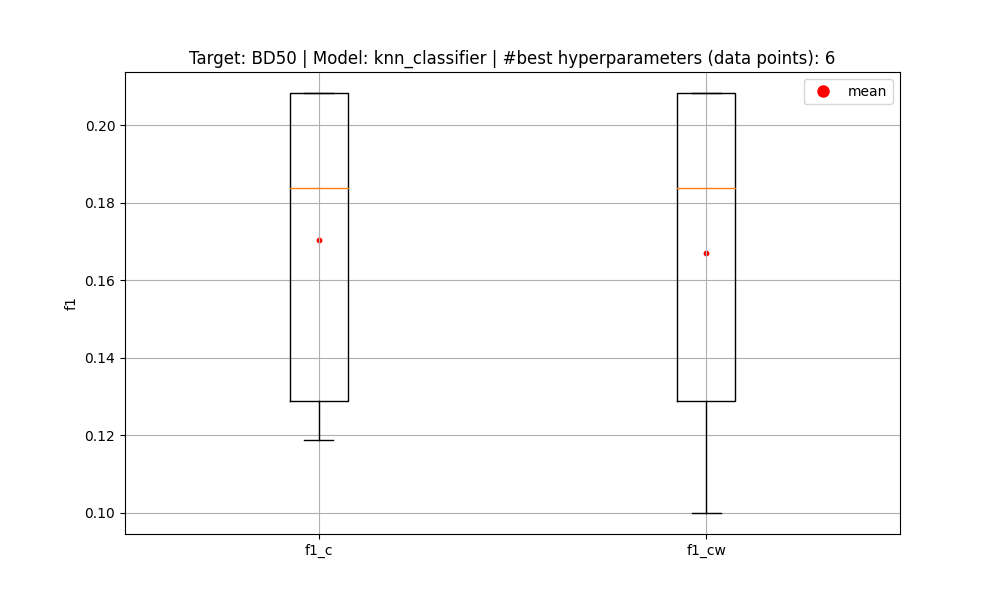 Target: BD50 | Model: knn_classifier | #best hyperparameters (data points): 6
mean
0.20
0.18
0.16
f1
0.14
0.12
0.10
f1_c
f1_cw